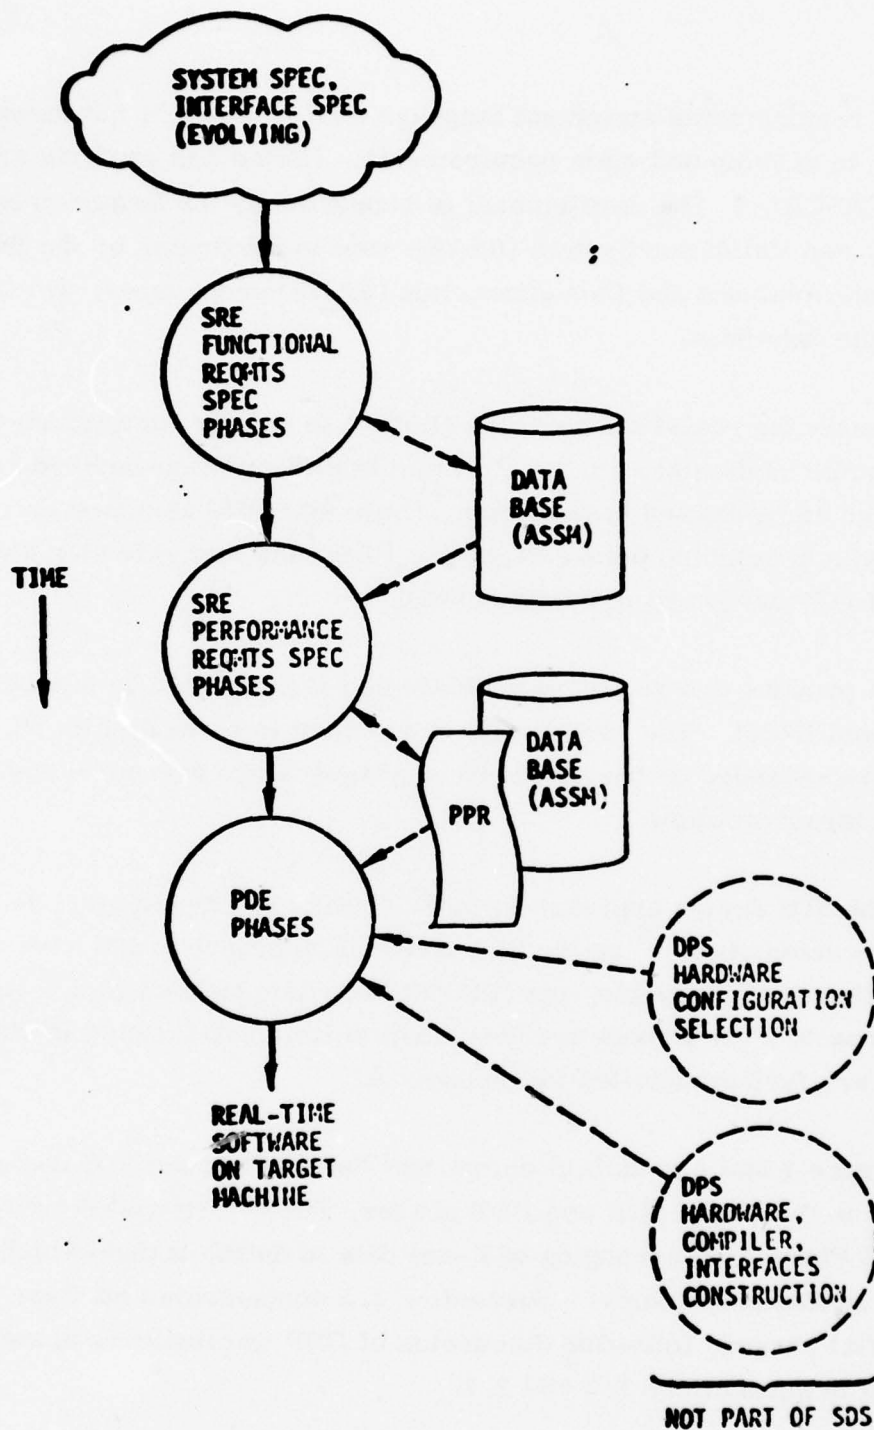 SYSTEM SPEC,
INTERFACE SPEC
(EVOLVING)
SRE
FUNCTIONAL
REQMTS
SPEC
PHASES
DATA
BASE
(ASSM)
TIME
SRE
PERFORMANCE
REQMTS SPEC
PHASES
DATA
BASE
(ASSM)
PPR
PDE
PHASES
DPS
HARDWARE
CONFIGURATION
SELECTION
REAL-TIME
SOFTWARE
ON TARGET
MACHINE
DPS
HARDWARE,
COMPILER,
INTERFACES
CONSTRUCTION
NOT PART OF SDS